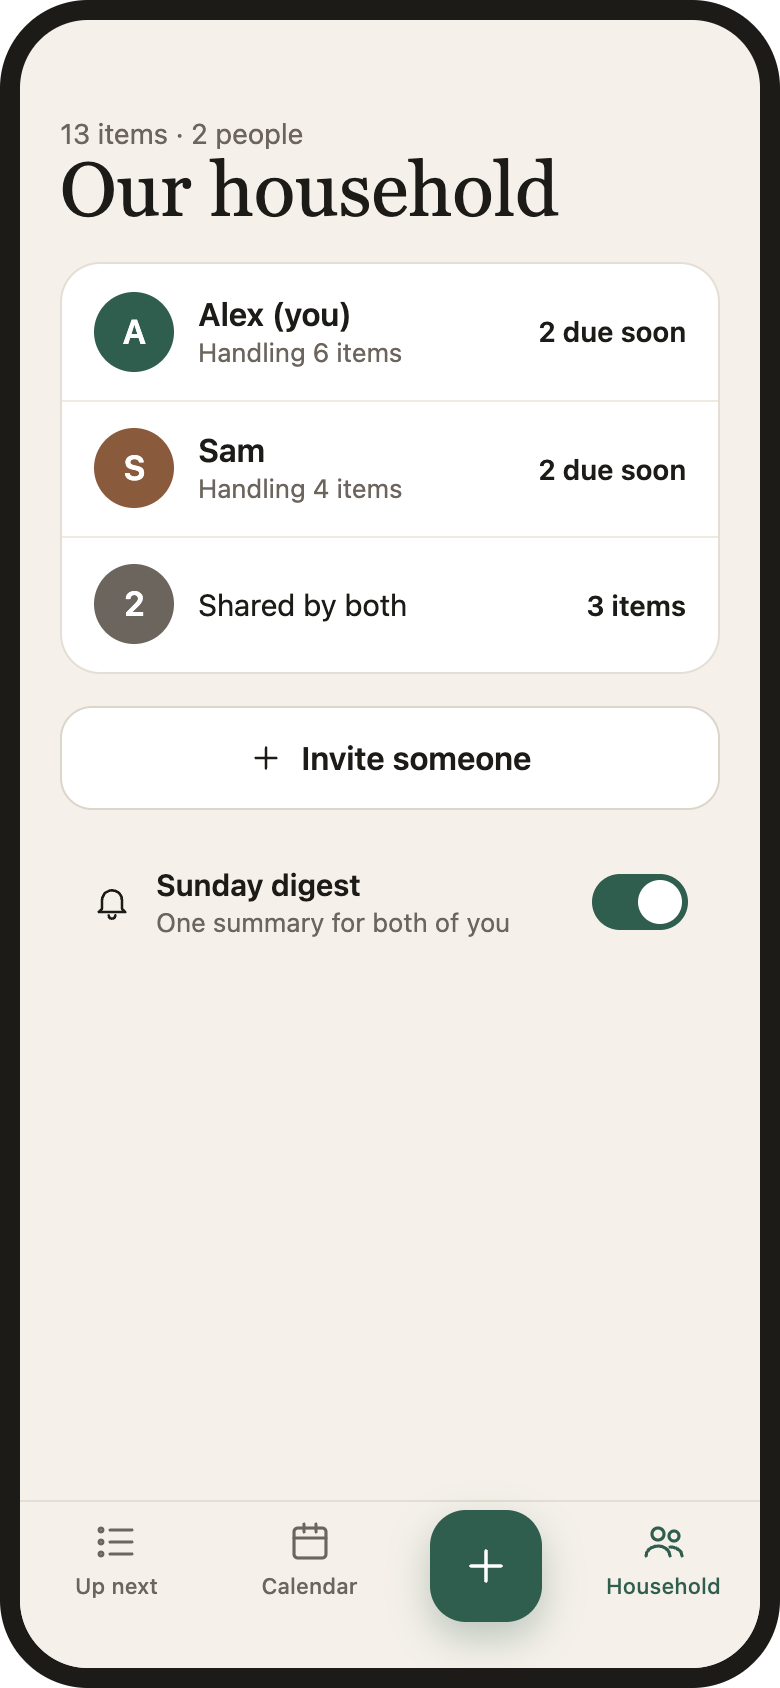 13 items · 2 people
Our household
A
Alex (you)
Handling 6 items
2 due soon
S
Sam
Handling 4 items
2 due soon
2
Shared by both
3 items
Invite someone
Sunday digest
One summary for both of you
Up next
Calendar
Household